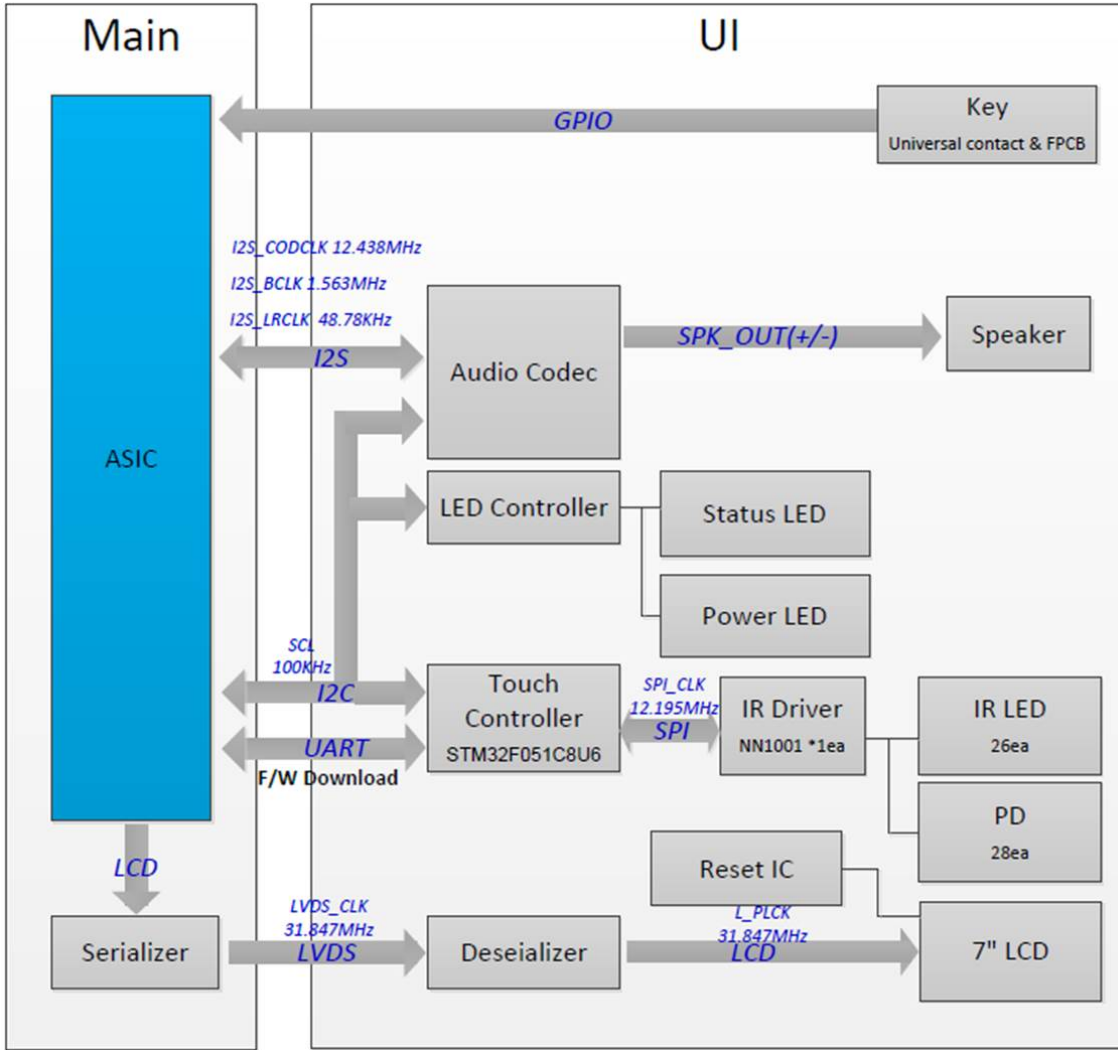 Main
UI
GPIO
Key
Universal contact & FPCB
I2S_CODCLK 12.438MHz
I2S_BCLK 1.563MHz
I2S_LRCLK 48.78KHz
I2S
Audio Codec
SPK_OUT(+/-)
Speaker
ASIC
LED Controller
Status LED
Power LED
SCL
100KHz
I2C
UART
F/W Download
Touch
Controller
STM32F051C8U6
SPI_CLK
12.195MHz
SPI
IR Driver
NN1001 *1ea
IR LED
26ea
PD
28ea
Reset IC
LCD
Serializer
LVDS_CLK
31.847MHz
LVDS
Deseializer
L_PLCK
31.847MHz
LCD
7" LCD